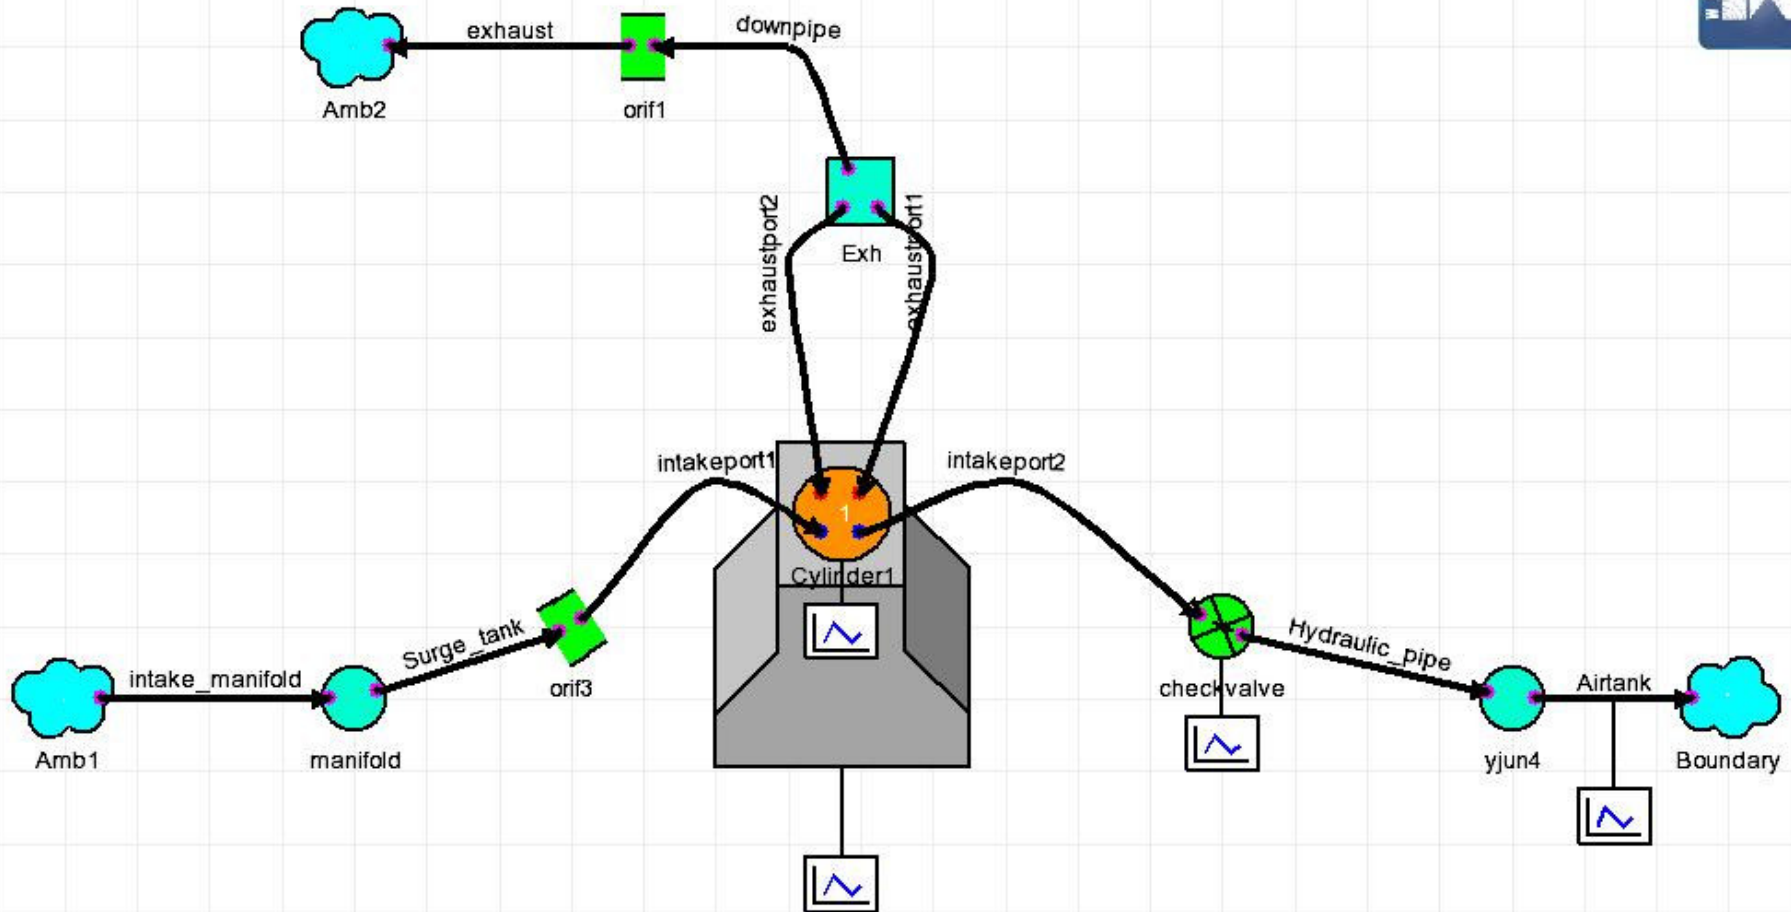 exhaust
downpipe
Amb2
orif1
exhaustport2
exhaustport1
Exh
intakeport1
intakeport2
1
Cylinder1
Surge_tank
Hydraulic_pipe
intake_manifold
orif3
checkvalve
Airtank
Amb1
manifold
yjun4
Boundary